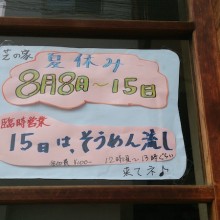 芝の家
夏休み
8月8日〜15日
臨時営業
15日は、そうめん流し
12時頃〜13時くらい
来てネ♪